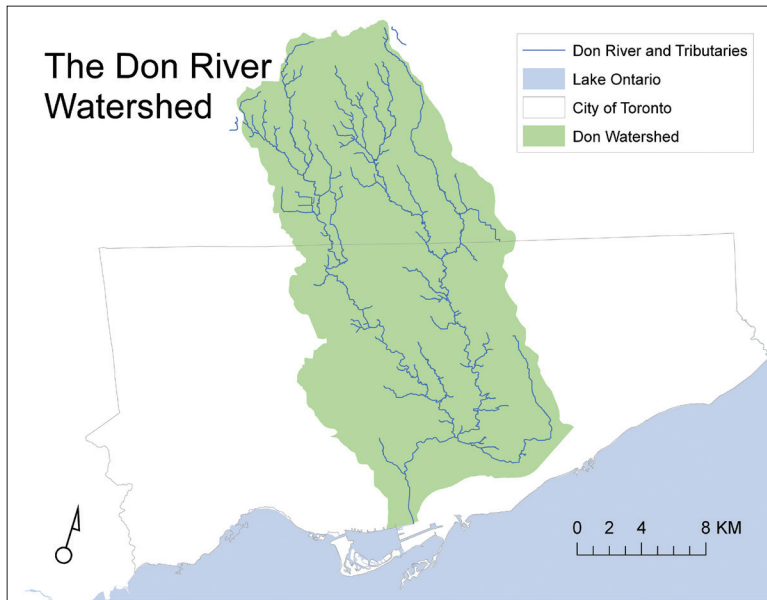 The Don River
Watershed
Don River and Tributaries
Lake Ontario
City of Toronto
Don Watershed
0 2 4 8 KM